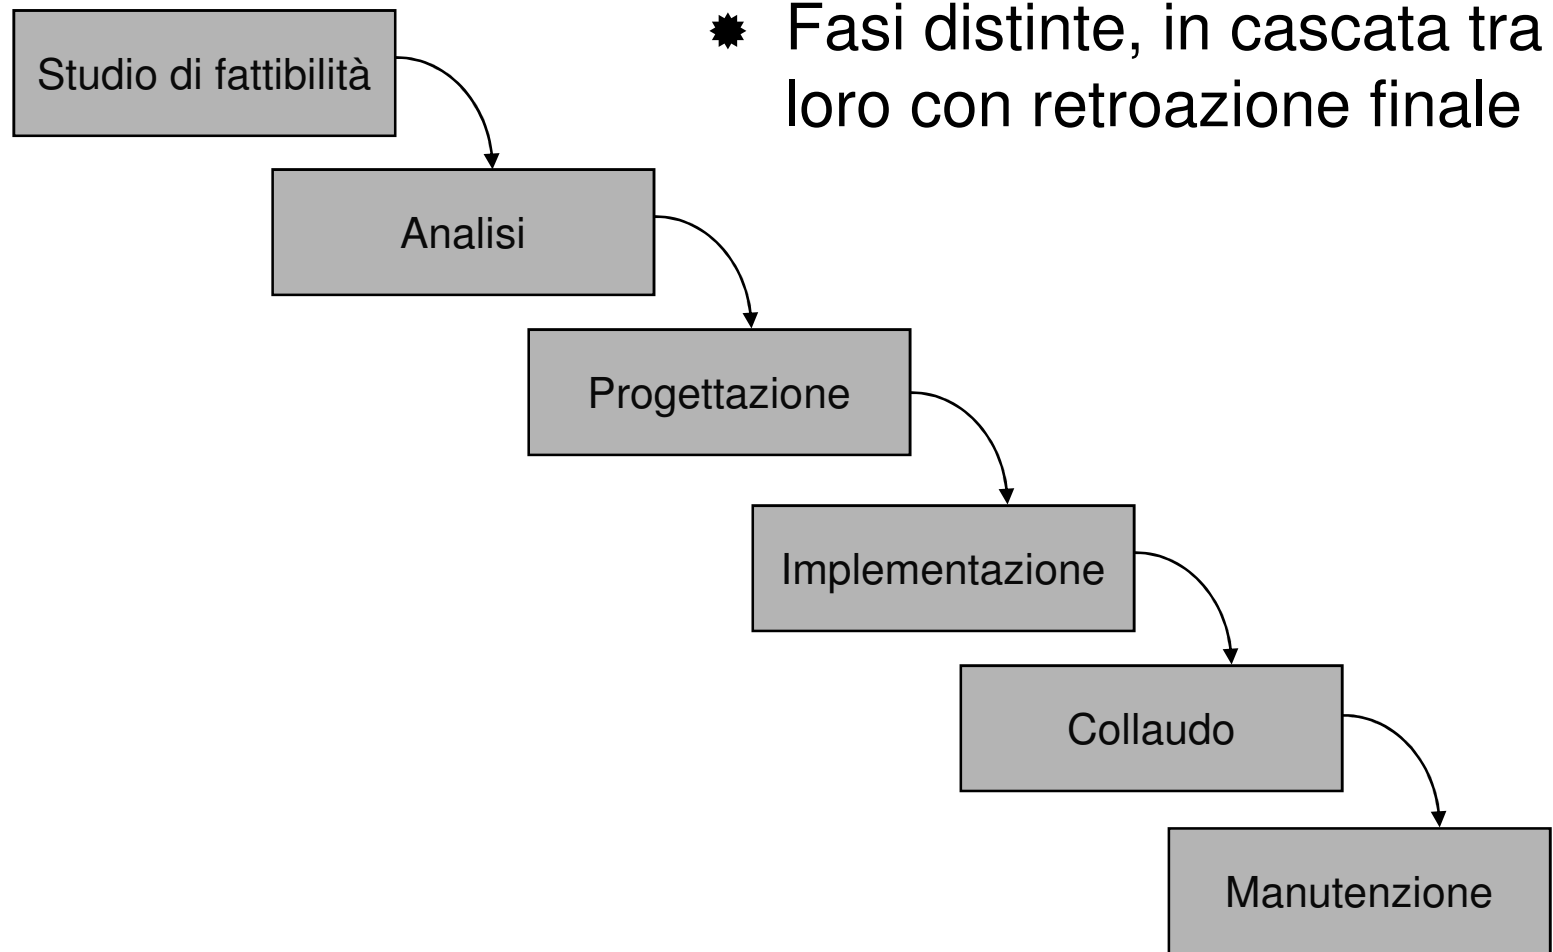 Fasi distinte, in cascata tra
loro con retroazione finale
Studio di fattibilità
Analisi
Progettazione
Implementazione
Collaudo
Manutenzione